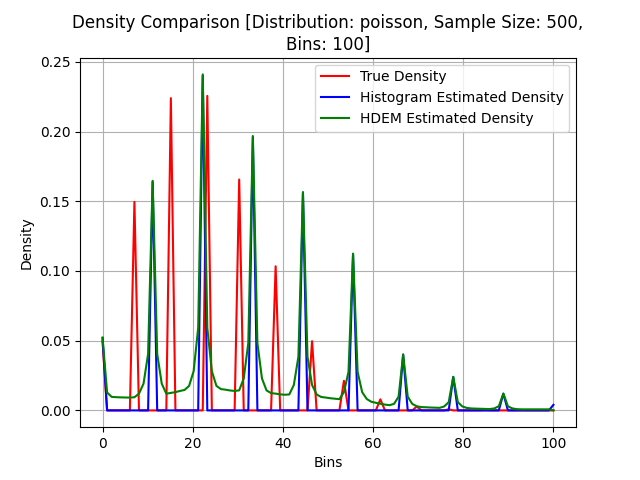 Density Comparison [Distribution: poisson, Sample Size: 500,
Bins: 100]
True Density
Histogram Estimated Density
HDEM Estimated Density
Density
0.25
0.20
0.15
0.10
0.05
0.00
0 20 40 60 80 100
Bins